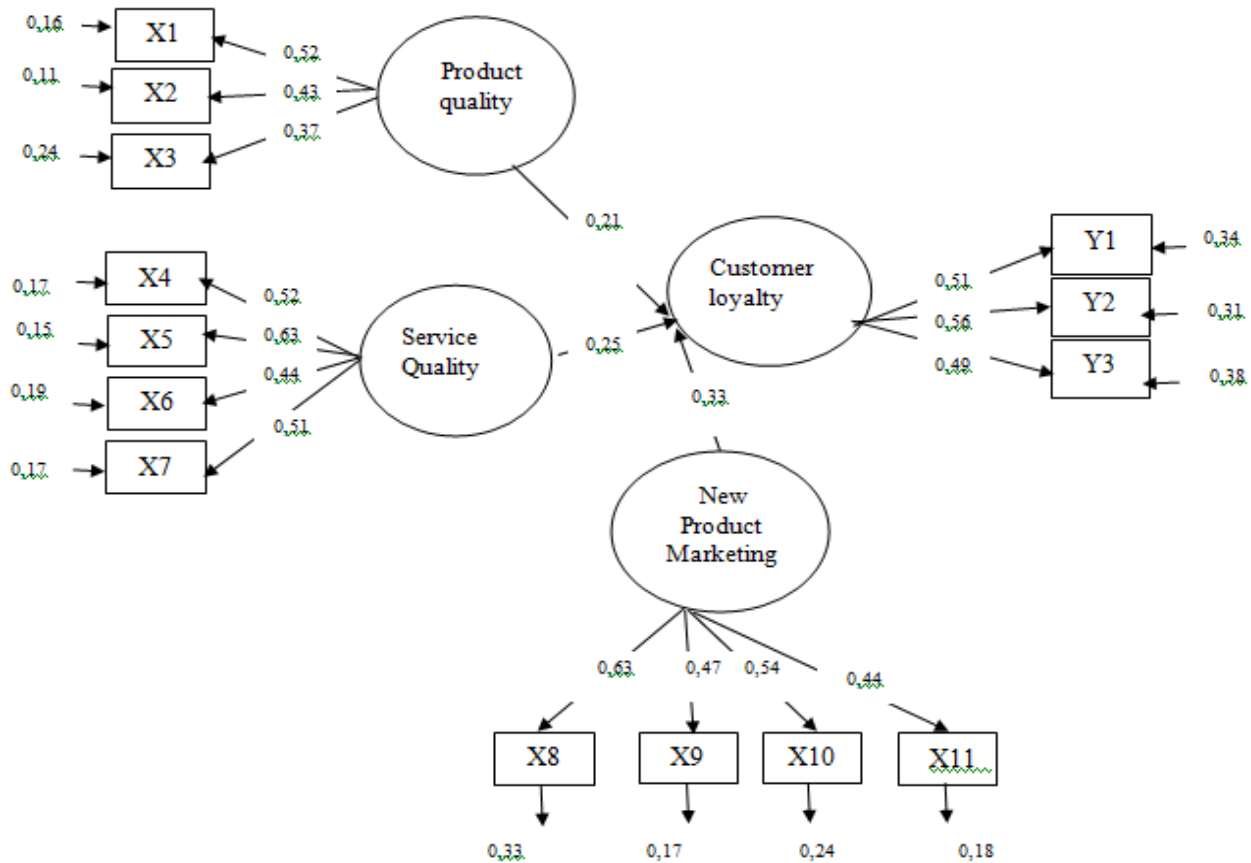 0,16
X1
0,52
Product
quality
0,11
X2
0,43
0,24
X3
0,37
0,21
0,17
X4
0,52
Service
Quality
0,15
X5
0,63
0,19
X6
0,44
0,17
X7
0,51
0,25
Customer
loyalty
0,51
Y1
0,34
0,56
Y2
0,31
0,49
Y3
0,38
0,33
New
Product
Marketing
0,63
0,47
0,54
0,44
X8
X9
X10
X11
0,33
0,17
0,24
0,18